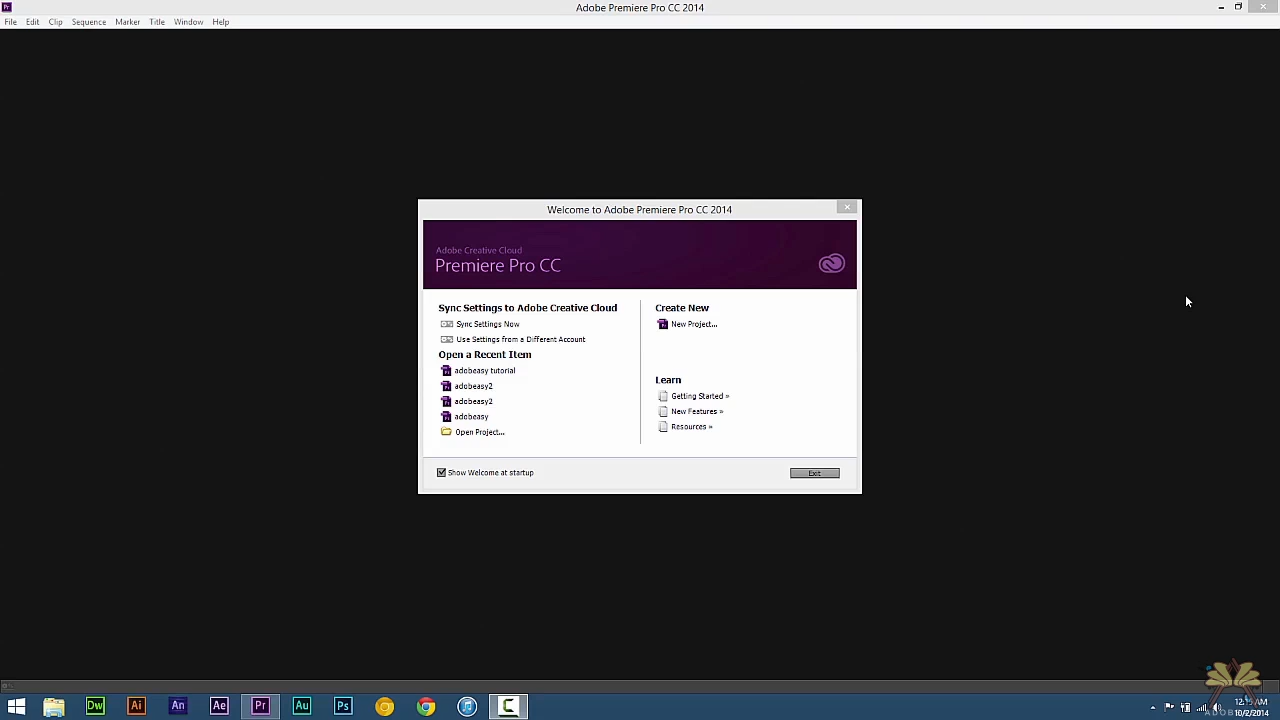 Adobe Premiere Pro CC 2014
File Edit Clip Sequence Marker Title Window Help
Welcome to Adobe Premiere Pro CC 2014
Adobe Creative Cloud
Premiere Pro CC
Sync Settings to Adobe Creative Cloud
Sync Settings Now
Use Settings from a Different Account
Open a Recent Item
adobeasy tutorial
adobeasy2
adobeasy2
adobeasy
Open Project...
Create New
New Project...
Learn
Getting Started »
New Features »
Resources »
Show Welcome at startup
Exit
Dw Ai An Ae Pr Au Ps
10/2/2014